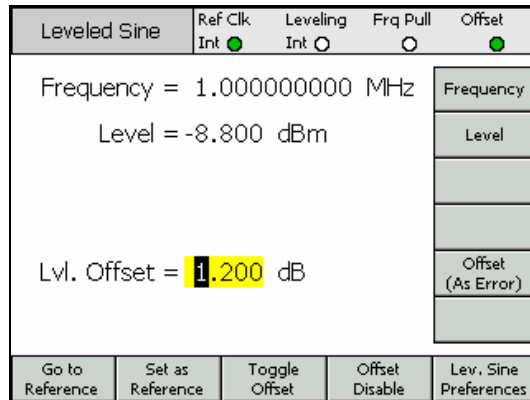 Leveled Sine
Ref Clk Leveling Frq Pull Offset
Int Int
Frequency = 1.000000000 MHz
Level = -8.800 dBm
Lvl. Offset = 1.200 dB
Frequency
Level
Offset
(As Error)
Go to
Reference
Set as
Reference
Toggle
Offset
Offset
Disable
Lev. Sine
Preferences